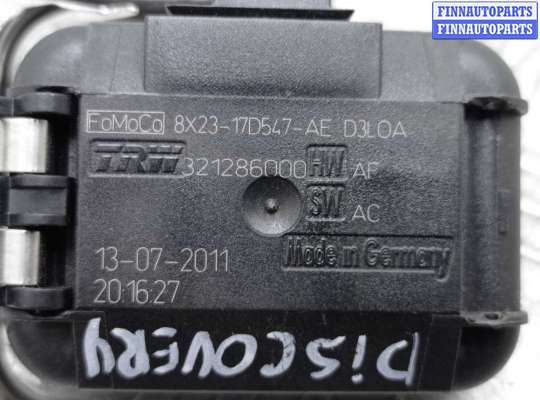 FINNAUTOPARTS
FINNAUTOPARTS
FoMoCo 8X23-17D547-AE D3LOA
TRW 321286000 HW AF
SW AC
Made in Germany
13-07-2011
20:16:27
DiSCOVERY